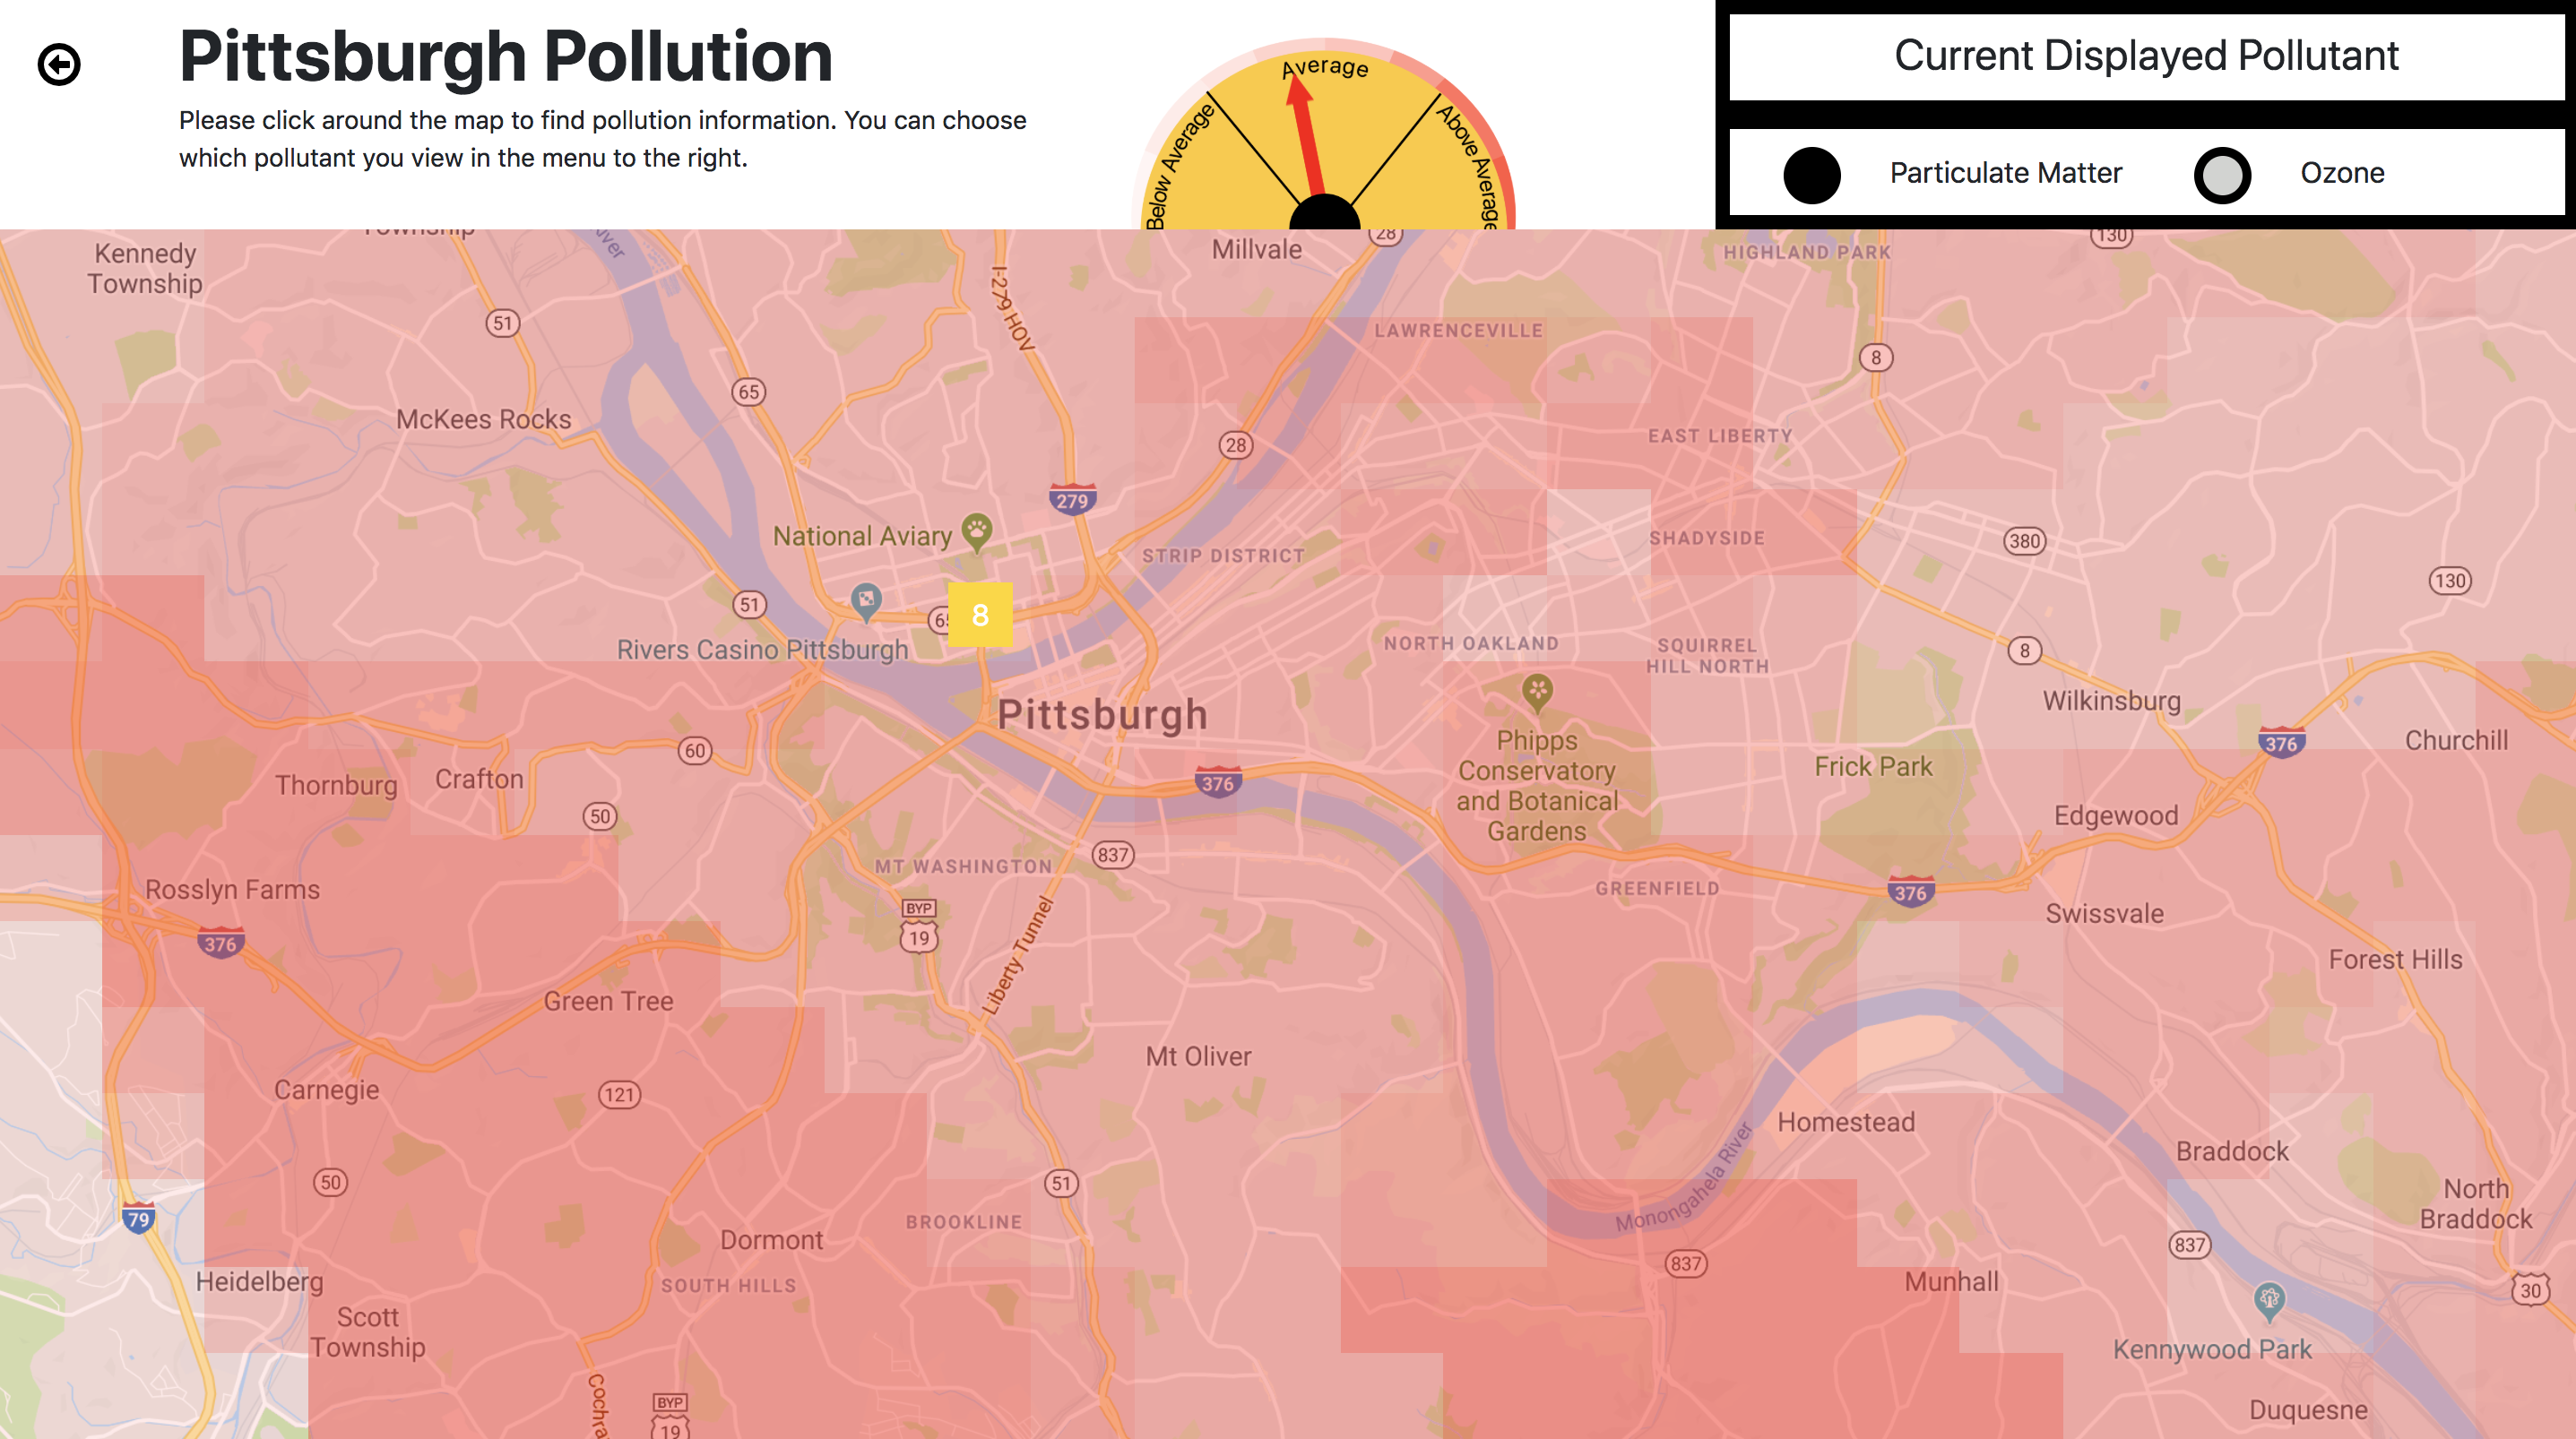 Pittsburgh Pollution
Please click around the map to find pollution information. You can choose
which pollutant you view in the menu to the right.
Below Average
Average
Above Average
Current Displayed Pollutant
Particulate Matter
Ozone
Township
Kennedy
Township
River
I-279 HOV
Millvale
28
HIGHLAND PARK
130
51
LAWRENCEVILLE
8
65
McKees Rocks
28
EAST LIBERTY
279
National Aviary
STRIP DISTRICT
SHADYSIDE
380
130
51
65
8
Rivers Casino Pittsburgh
NORTH OAKLAND
SQUIRREL
HILL NORTH
8
Pittsburgh
Wilkinsburg
60
376
Phipps
Conservatory
and Botanical
Gardens
376
Churchill
Thornburg
Crafton
Frick Park
50
Edgewood
MT WASHINGTON
837
Rosslyn Farms
GREENFIELD
376
BYP
19
Swissvale
376
Liberty Tunnel
Forest Hills
Green Tree
Mt Oliver
Carnegie
121
Homestead
Braddock
50
51
Monongahela River
North
Braddock
79
BROOKLINE
Dormont
837
837
Heidelberg
SOUTH HILLS
Munhall
30
Scott
Township
Kennywood Park
Cochra
BYP
19
Duquesne